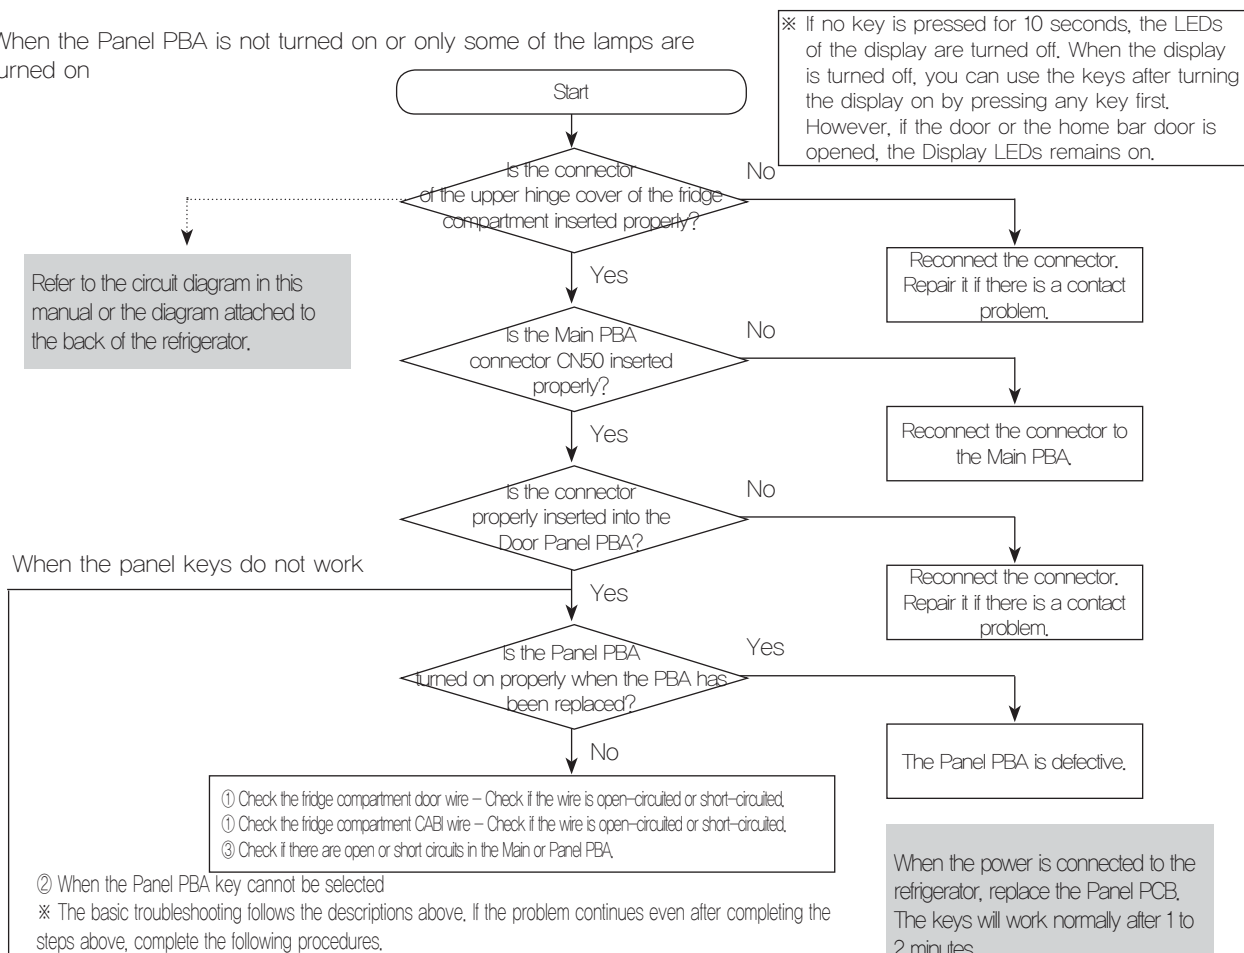 When the Panel PBA is not turned on or only some of the lamps are
turned on
※ If no key is pressed for 10 seconds, the LEDs
of the display are turned off. When the display
is turned off, you can use the keys after turning
the display on by pressing any key first.
However, if the door or the home bar door is
opened, the Display LEDs remains on.
Start
Is the connector
of the upper hinge cover of the fridge
compartment inserted properly?
No
Yes
Refer to the circuit diagram in this
manual or the diagram attached to
the back of the refrigerator.
Reconnect the connector.
Repair it if there is a contact
problem.
Is the Main PBA
connector CN50 inserted
properly?
No
Yes
Reconnect the connector to
the Main PBA.
Is the connector
properly inserted into the
Door Panel PBA?
No
Yes
Reconnect the connector.
Repair it if there is a contact
problem.
When the panel keys do not work
Is the Panel PBA
turned on properly when the PBA has
been replaced?
Yes
No
The Panel PBA is defective.
① Check the fridge compartment door wire - Check if the wire is open-circuited or short-circuited.
① Check the fridge compartment CABI wire - Check if the wire is open-circuited or short-circuited.
③ Check if there are open or short circuits in the Main or Panel PBA.
② When the Panel PBA key cannot be selected
※ The basic troubleshooting follows the descriptions above. If the problem continues even after completing the
steps above, complete the following procedures.
When the power is connected to the
refrigerator, replace the Panel PCB.
The keys will work normally after 1 to
2 minutes